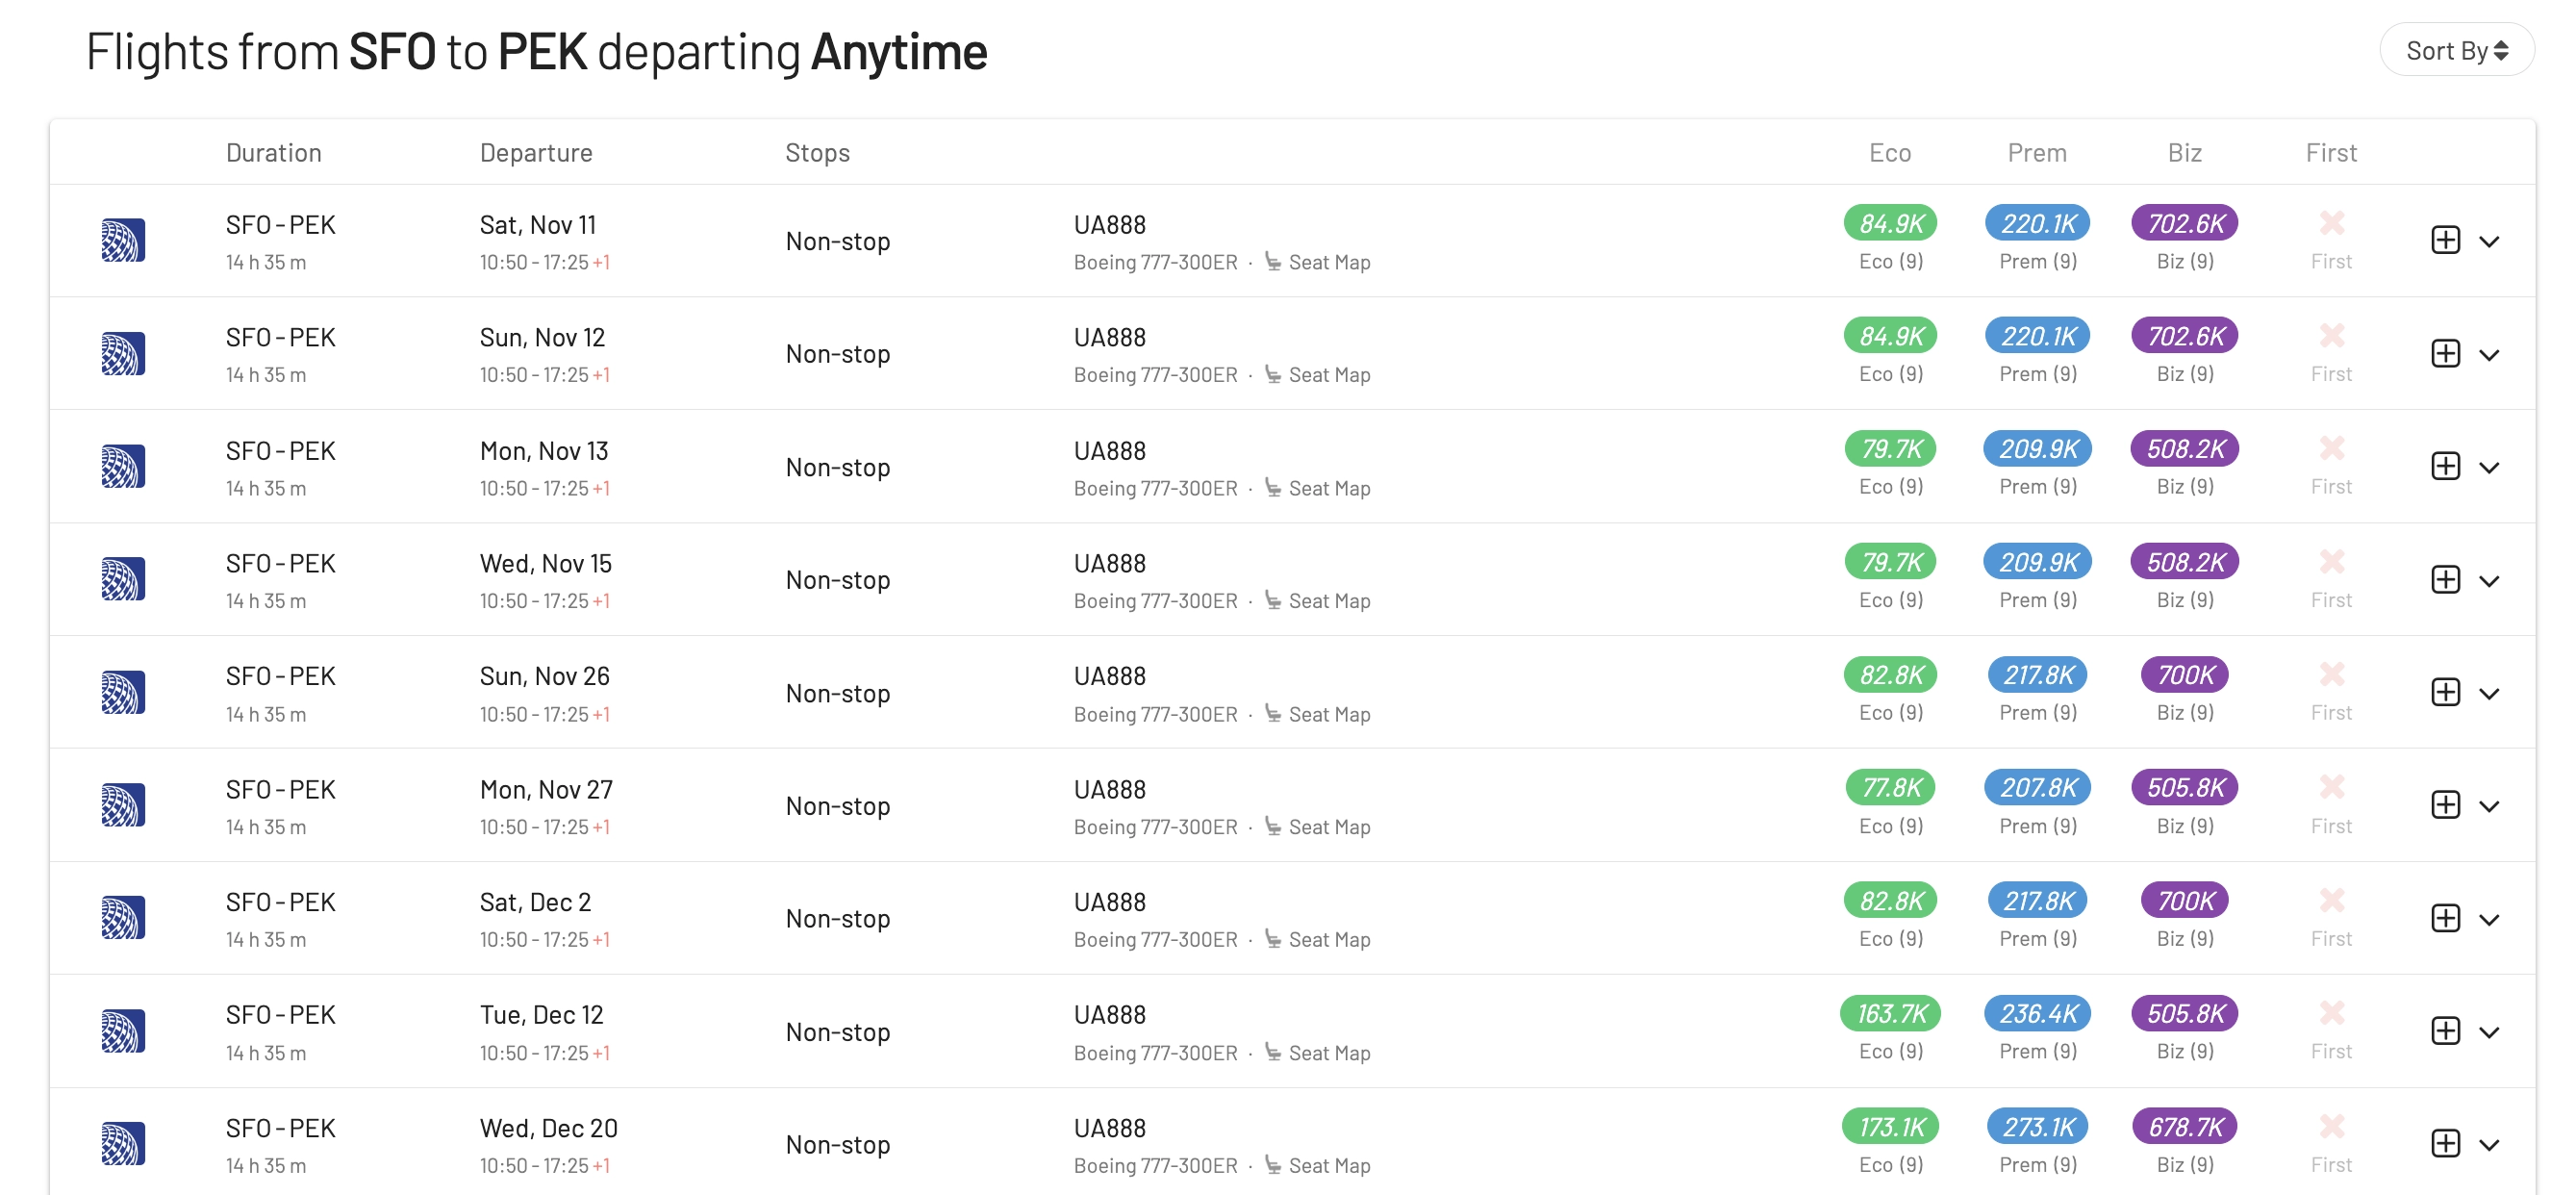 Flights from SFO to PEK departing Anytime
Sort By
Duration Departure Stops Eco Prem Biz First
SFO - PEK Sat, Nov 11 Non-stop UA888 84.9K 220.1K 702.6K
14 h 35 m 10:50 - 17:25 +1 Boeing 777-300ER · Seat Map Eco (9) Prem (9) Biz (9) First
SFO - PEK Sun, Nov 12 Non-stop UA888 84.9K 220.1K 702.6K
14 h 35 m 10:50 - 17:25 +1 Boeing 777-300ER · Seat Map Eco (9) Prem (9) Biz (9) First
SFO - PEK Mon, Nov 13 Non-stop UA888 79.7K 209.9K 508.2K
14 h 35 m 10:50 - 17:25 +1 Boeing 777-300ER · Seat Map Eco (9) Prem (9) Biz (9) First
SFO - PEK Wed, Nov 15 Non-stop UA888 79.7K 209.9K 508.2K
14 h 35 m 10:50 - 17:25 +1 Boeing 777-300ER · Seat Map Eco (9) Prem (9) Biz (9) First
SFO - PEK Sun, Nov 26 Non-stop UA888 82.8K 217.8K 700K
14 h 35 m 10:50 - 17:25 +1 Boeing 777-300ER · Seat Map Eco (9) Prem (9) Biz (9) First
SFO - PEK Mon, Nov 27 Non-stop UA888 77.8K 207.8K 505.8K
14 h 35 m 10:50 - 17:25 +1 Boeing 777-300ER · Seat Map Eco (9) Prem (9) Biz (9) First
SFO - PEK Sat, Dec 2 Non-stop UA888 82.8K 217.8K 700K
14 h 35 m 10:50 - 17:25 +1 Boeing 777-300ER · Seat Map Eco (9) Prem (9) Biz (9) First
SFO - PEK Tue, Dec 12 Non-stop UA888 163.7K 236.4K 505.8K
14 h 35 m 10:50 - 17:25 +1 Boeing 777-300ER · Seat Map Eco (9) Prem (9) Biz (9) First
SFO - PEK Wed, Dec 20 Non-stop UA888 173.1K 273.1K 678.7K
14 h 35 m 10:50 - 17:25 +1 Boeing 777-300ER · Seat Map Eco (9) Prem (9) Biz (9) First